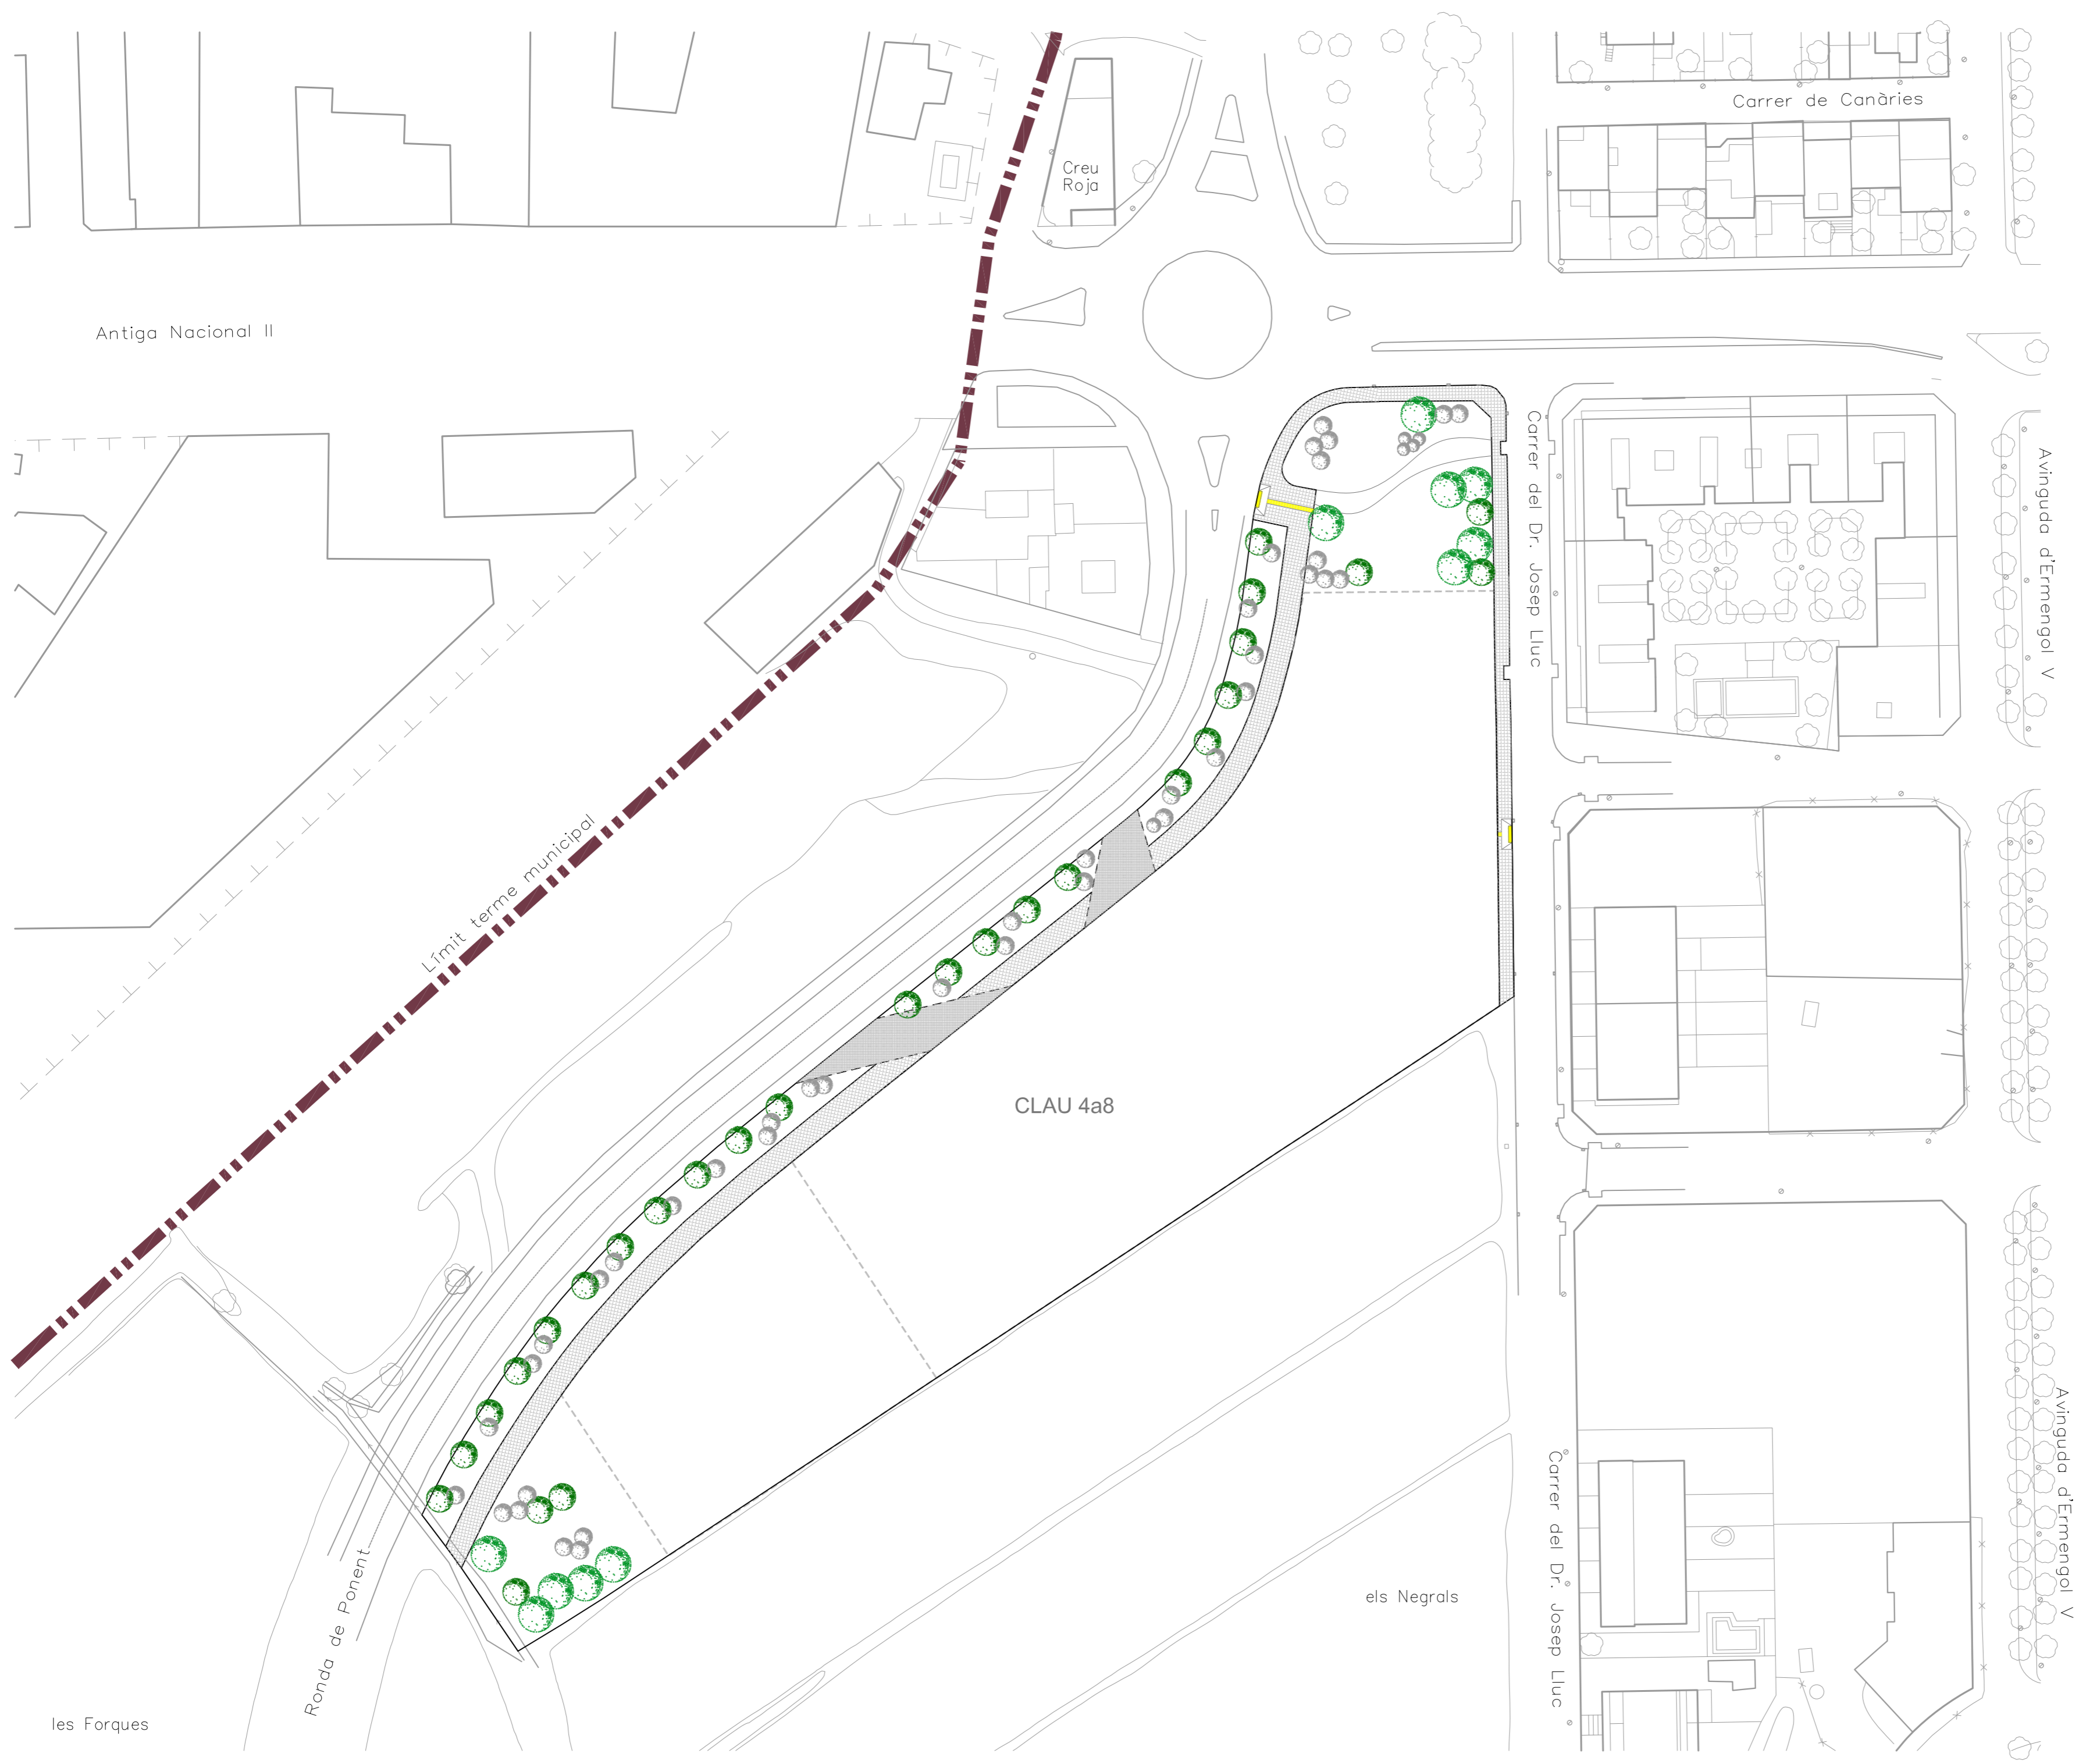 Carrer de Canàries
Creu
Roja
Antiga Nacional II
Carrer del Dr. Josep Lluc
Avinguda d'Ermengol V
Límit terme municipal
CLAU 4a8
Avinguda d'Ermengol V
Carrer del Dr. Josep Lluc
Ronda de Ponent
els Negrals
les Forques